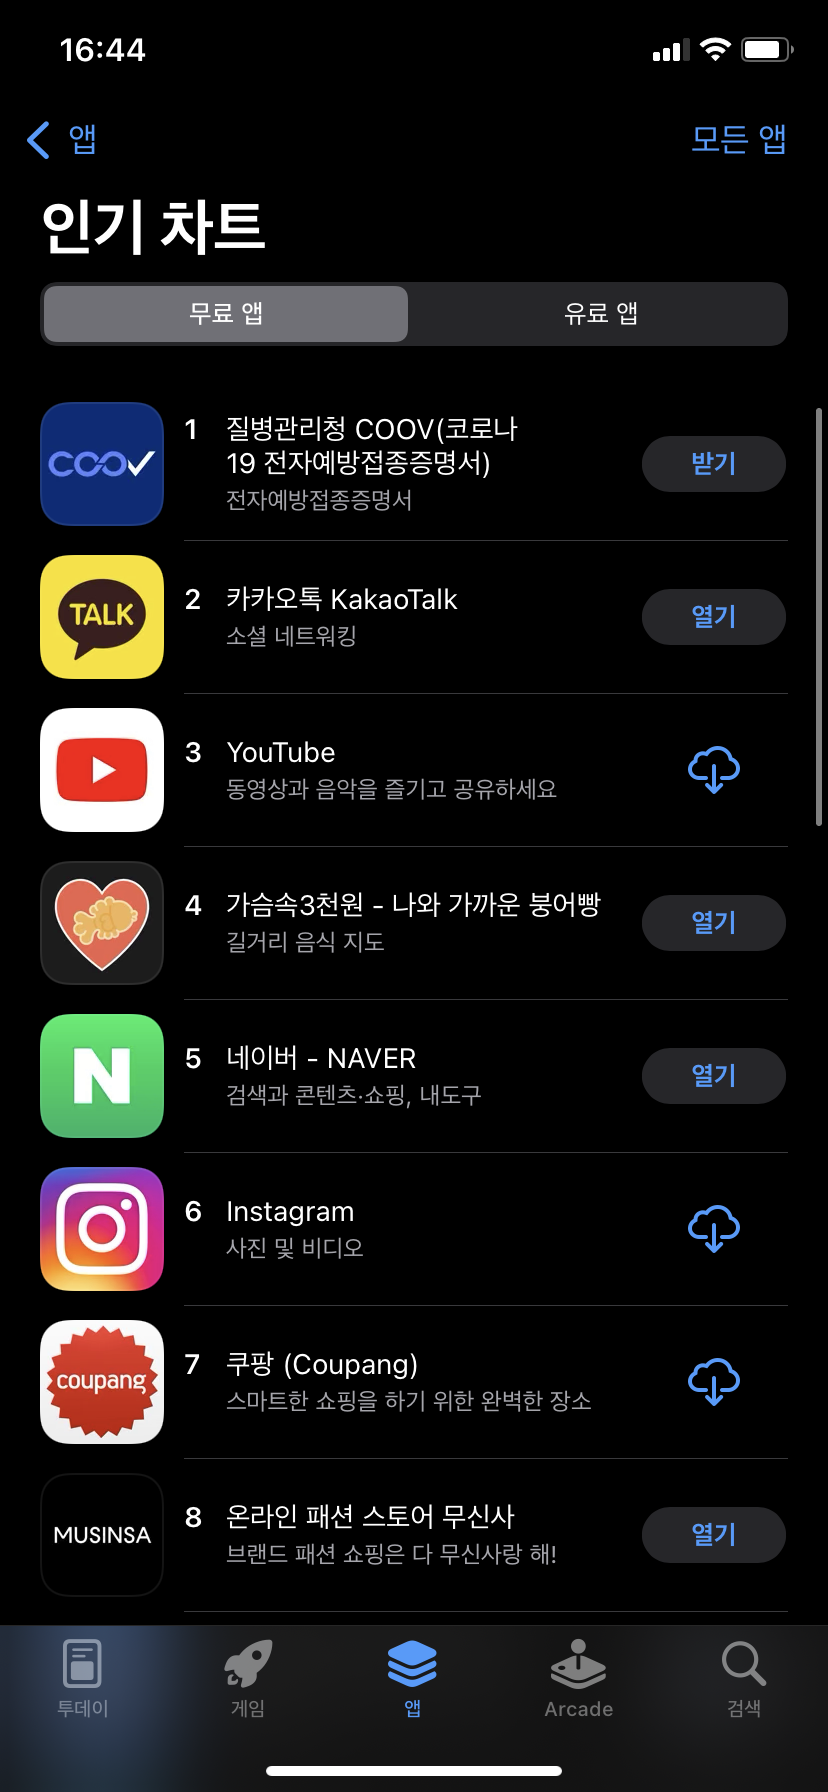 16:44
앱
모든 앱
인기 차트
무료 앱
유료 앱
COOV
1
질병관리청 COOV(코로나
19 전자예방접종증명서)
전자예방접종증명서
받기
TALK
2
카카오톡 KakaoTalk
소셜 네트워킹
열기
3
YouTube
동영상과 음악을 즐기고 공유하세요
4
가슴속3천원 - 나와 가까운 붕어빵
길거리 음식 지도
열기
N
5
네이버 - NAVER
검색과 콘텐츠·쇼핑, 내도구
열기
6
Instagram
사진 및 비디오
coupang
7
쿠팡 (Coupang)
스마트한 쇼핑을 하기 위한 완벽한 장소
MUSINSA
8
온라인 패션 스토어 무신사
브랜드 패션 쇼핑은 다 무신사랑 해!
열기
투데이
게임
앱
Arcade
검색